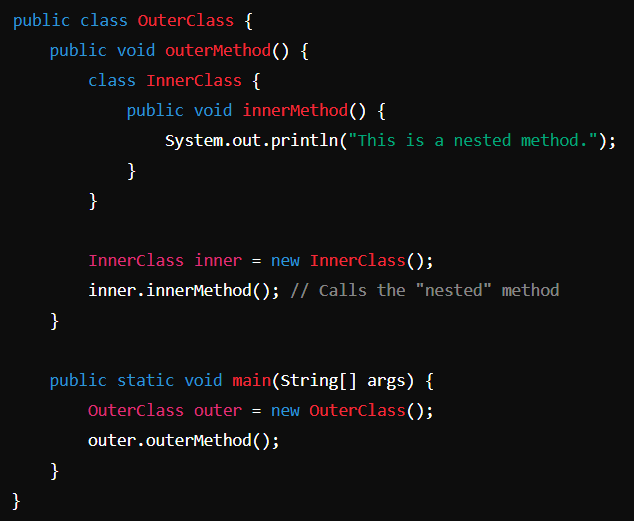 public class OuterClass {
    public void outerMethod() {
        class InnerClass {
            public void innerMethod() {
                System.out.println("This is a nested method.");
            }
        }

        InnerClass inner = new InnerClass();
        inner.innerMethod(); // Calls the "nested" method
    }

    public static void main(String[] args) {
        OuterClass outer = new OuterClass();
        outer.outerMethod();
    }
}